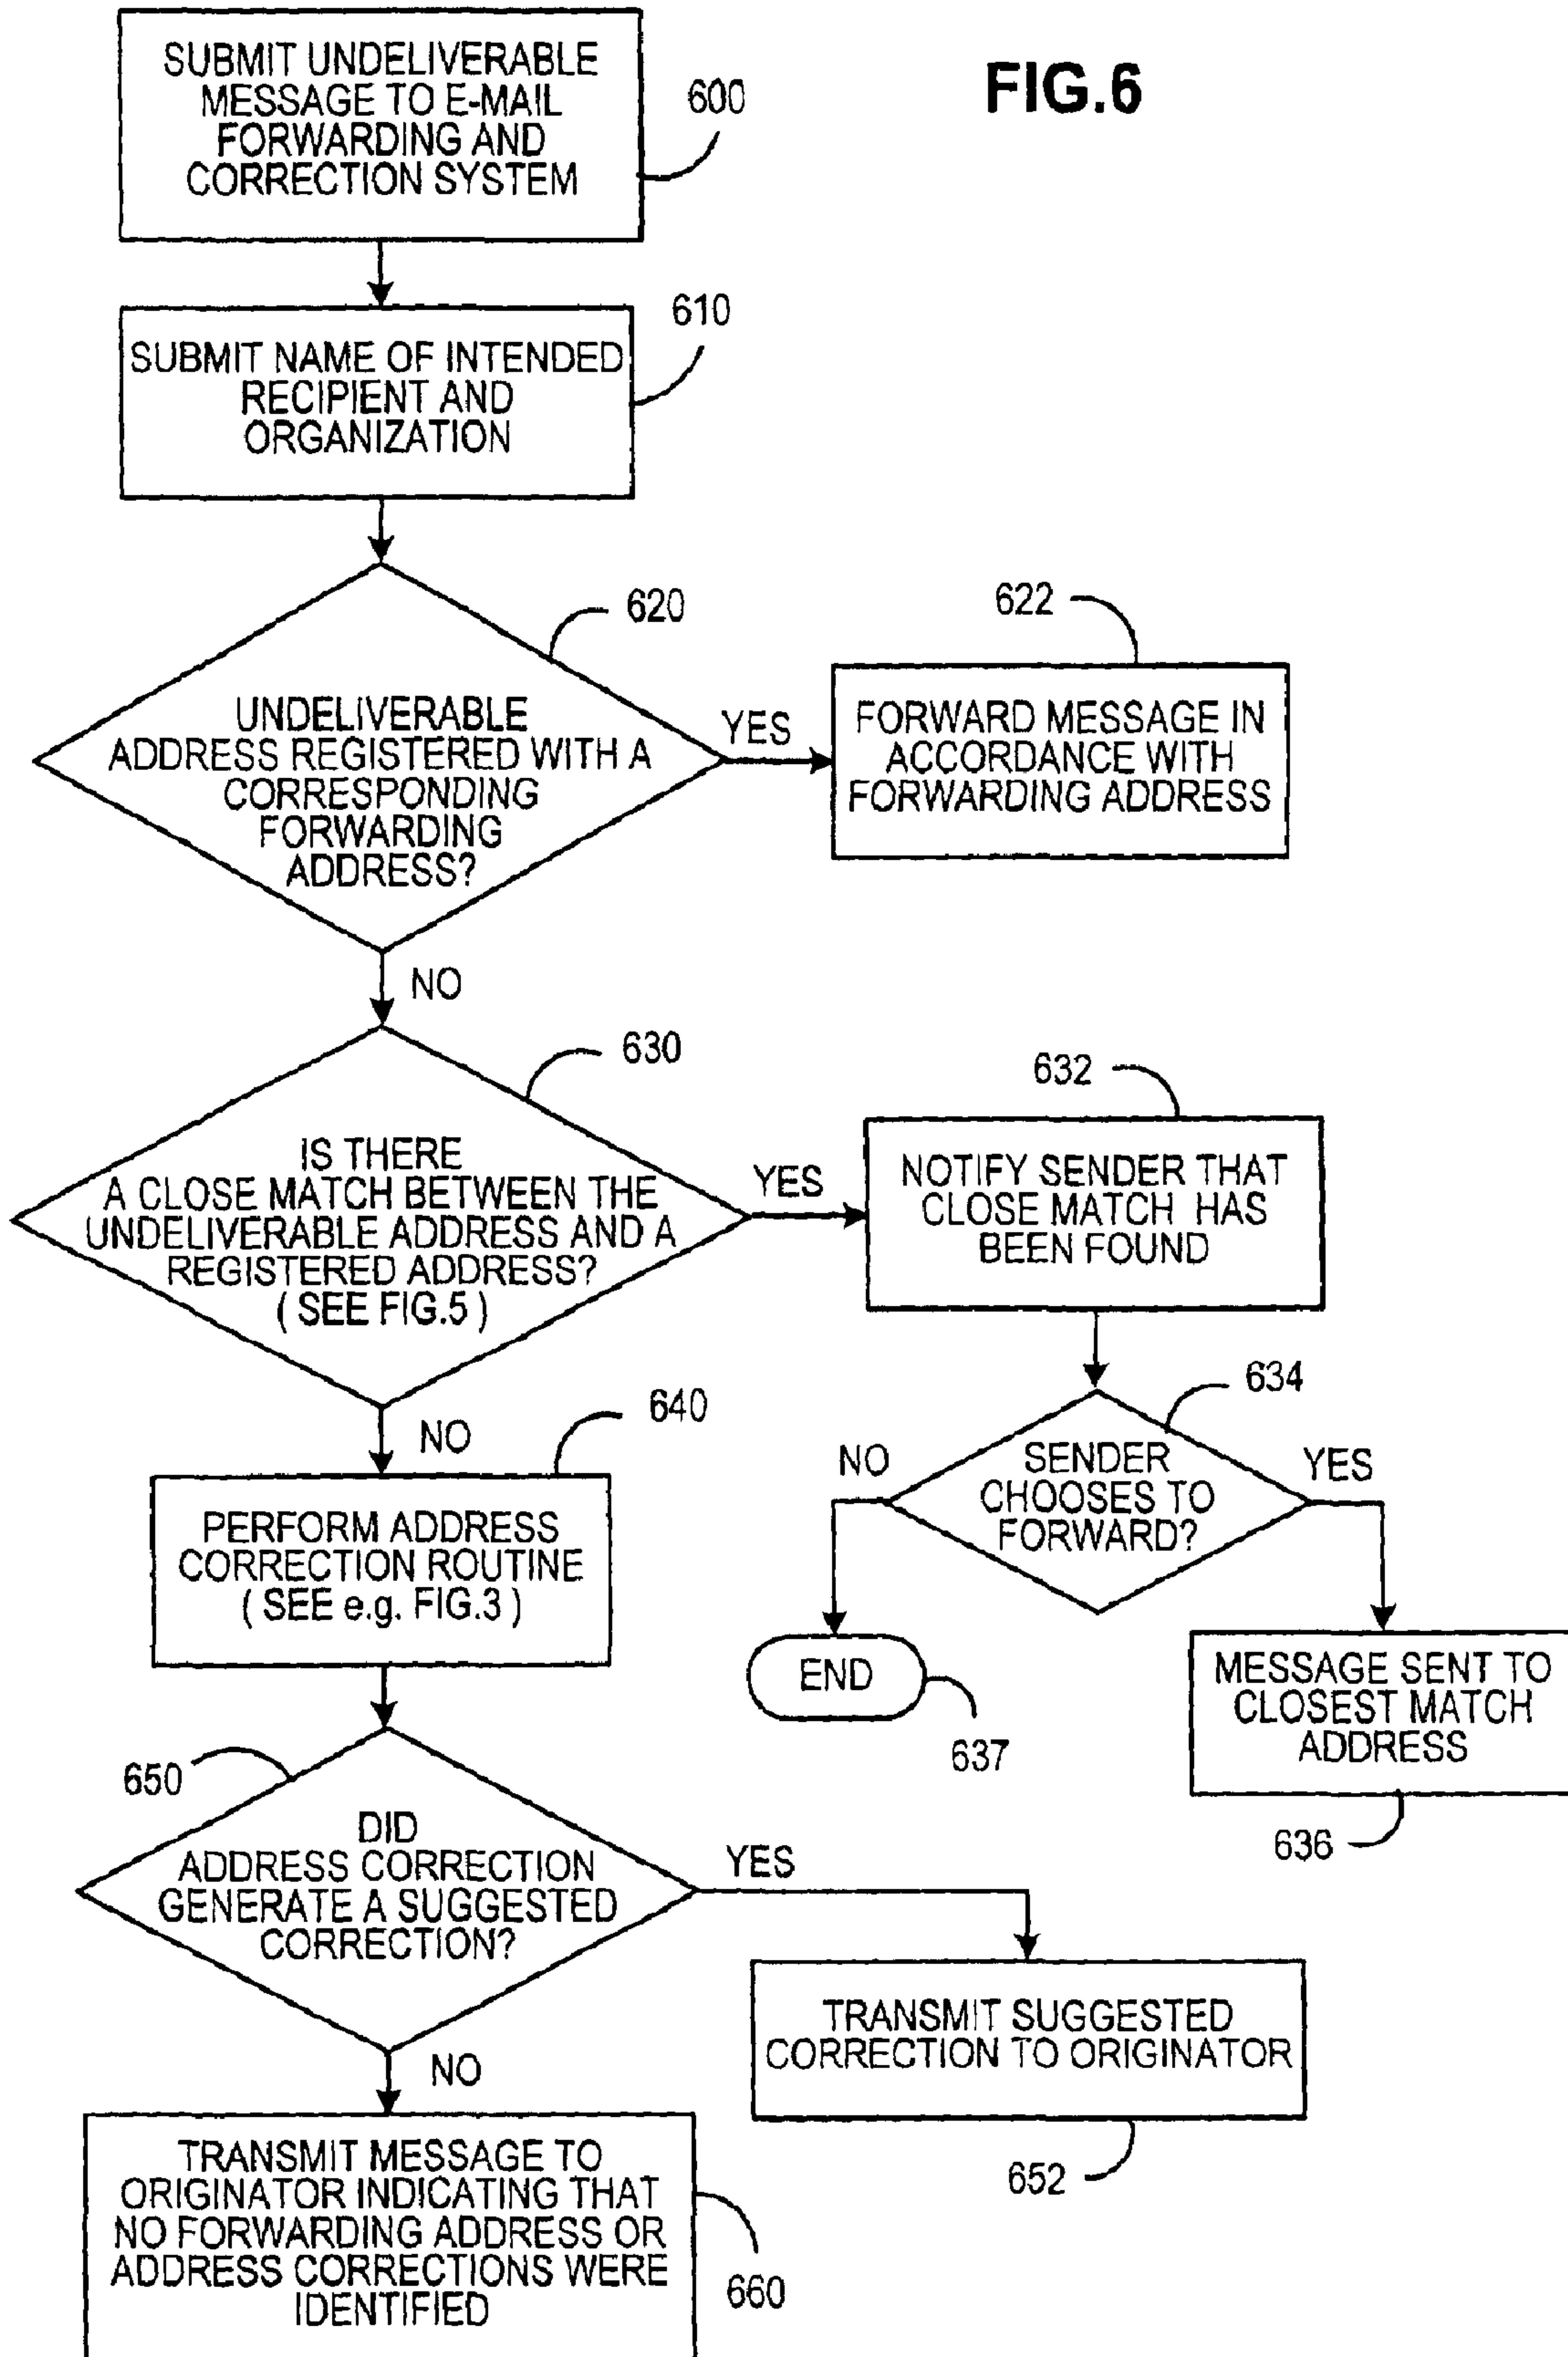 FIG.6
SUBMIT UNDELIVERABLE
MESSAGE TO E-MAIL
FORWARDING AND
CORRECTION SYSTEM
600
SUBMIT NAME OF INTENDED
RECIPIENT AND
ORGANIZATION
610
620
UNDELIVERABLE
ADDRESS REGISTERED WITH A
CORRESPONDING
FORWARDING
ADDRESS?
YES
622
FORWARD MESSAGE IN
ACCORDANCE WITH
FORWARDING ADDRESS
NO
630
IS THERE
A CLOSE MATCH BETWEEN THE
UNDELIVERABLE ADDRESS AND A
REGISTERED ADDRESS?
( SEE FIG.5 )
YES
632
NOTIFY SENDER THAT
CLOSE MATCH HAS
BEEN FOUND
634
SENDER
CHOOSES TO
FORWARD?
NO
YES
END
637
MESSAGE SENT TO
CLOSEST MATCH
ADDRESS
636
NO
640
PERFORM ADDRESS
CORRECTION ROUTINE
( SEE e.g. FIG.3 )
650
DID
ADDRESS CORRECTION
GENERATE A SUGGESTED
CORRECTION?
YES
TRANSMIT SUGGESTED
CORRECTION TO ORIGINATOR
652
NO
TRANSMIT MESSAGE TO
ORIGINATOR INDICATING THAT
NO FORWARDING ADDRESS OR
ADDRESS CORRECTIONS WERE
IDENTIFIED
660